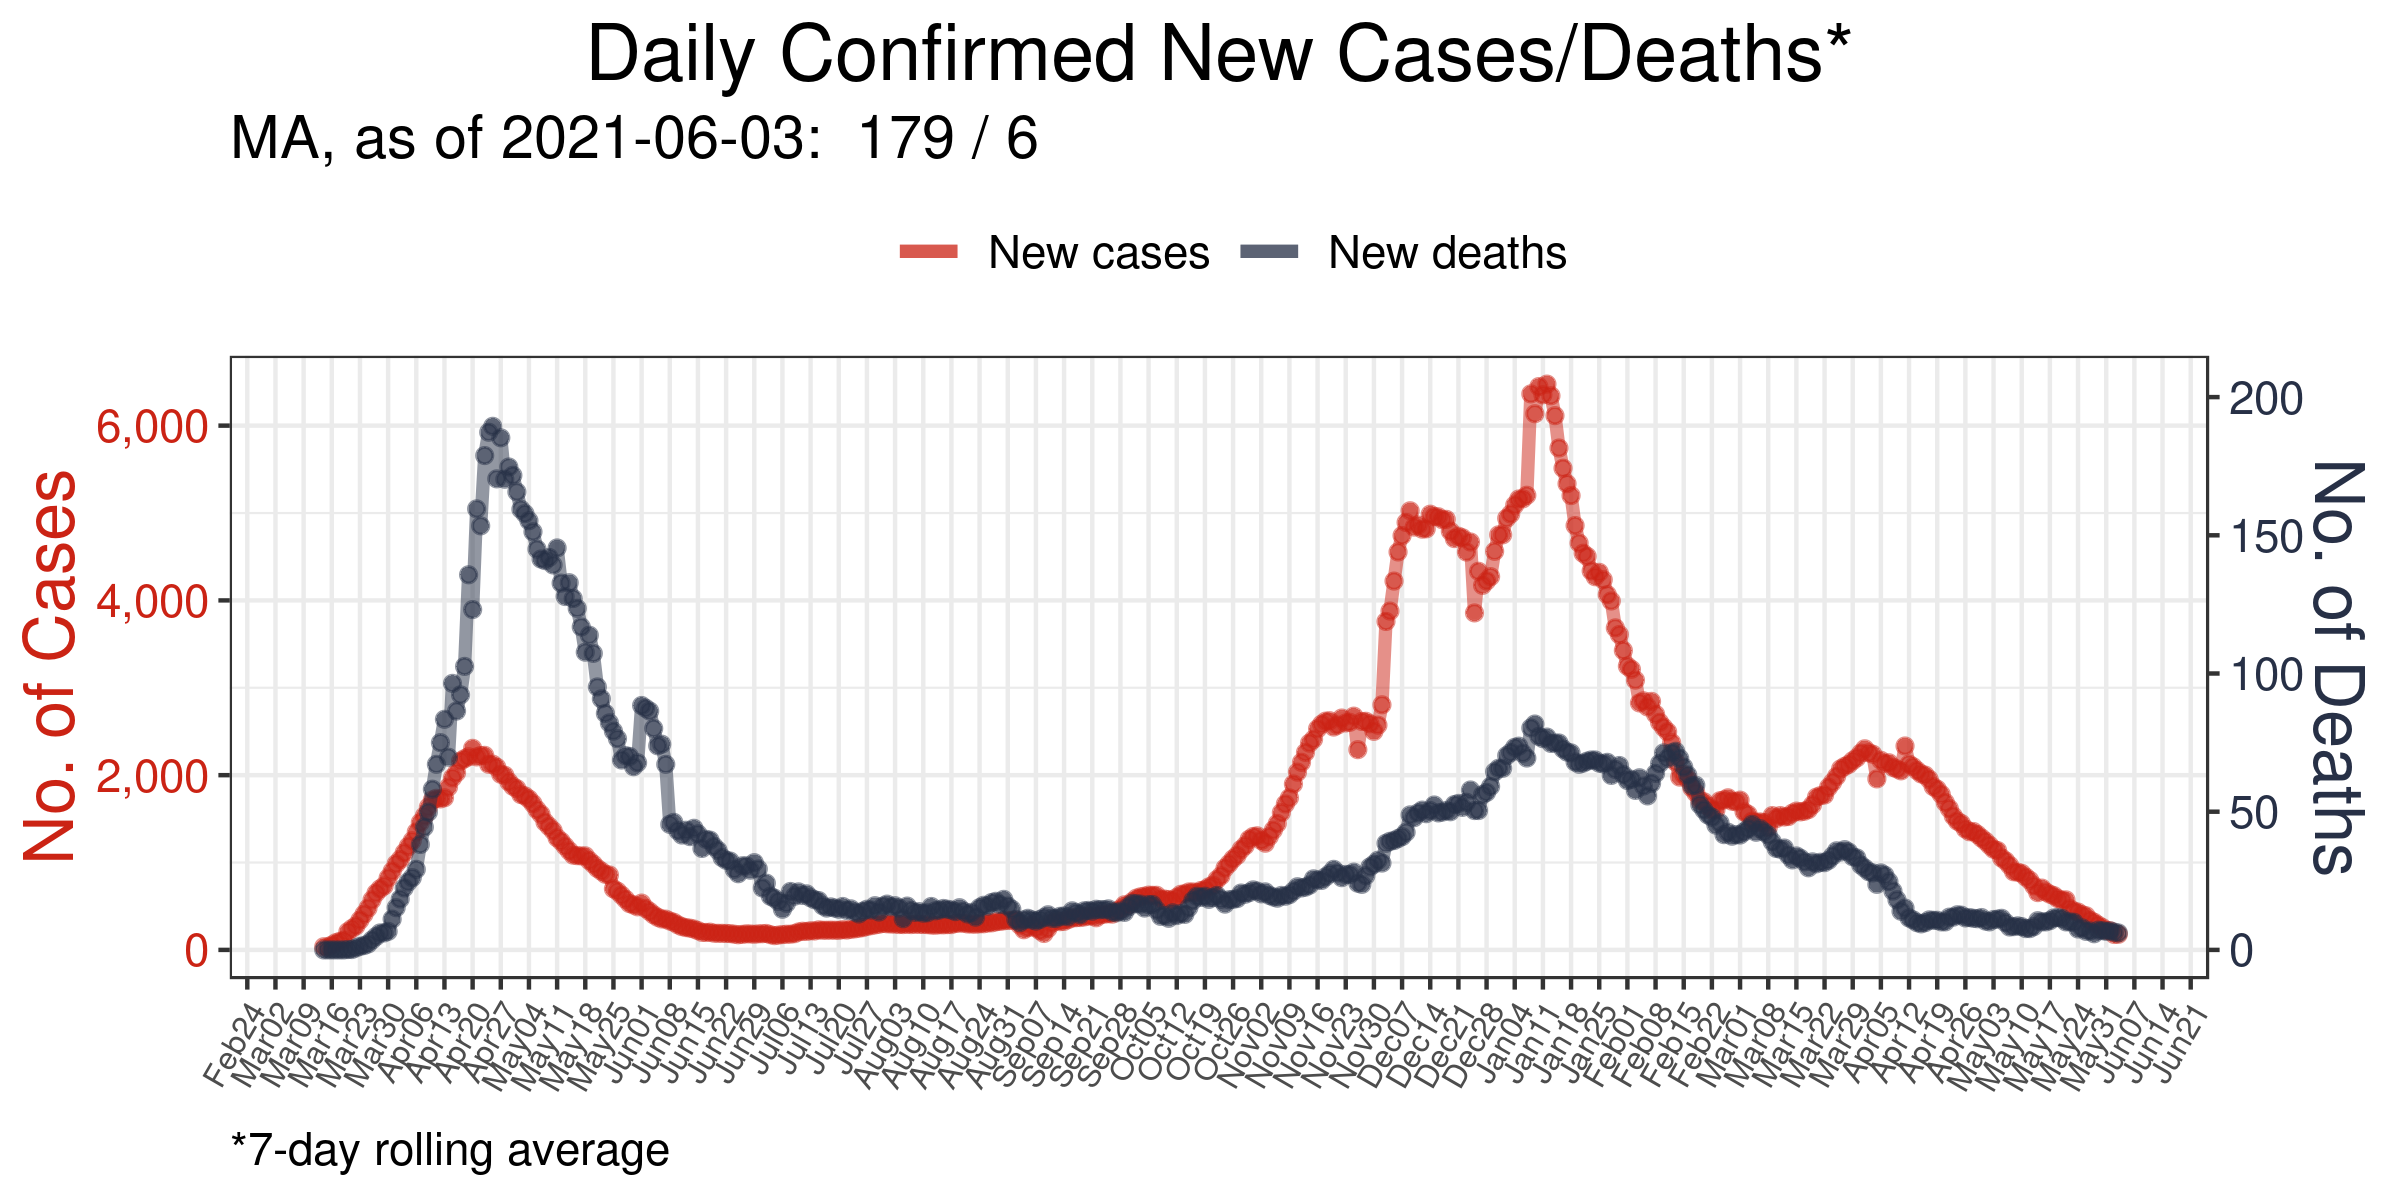 Daily Confirmed New Cases/Deaths*
MA, as of 2021-06-03:  179 / 6
New cases
New deaths
No. of Cases
6,000
4,000
2,000
0
200
150
100
50
0
No. of Deaths
Feb24
Mar02
Mar09
Mar16
Mar23
Mar30
Apr06
Apr13
Apr20
Apr27
May04
May11
May18
May25
Jun01
Jun08
Jun15
Jun22
Jun29
Jul06
Jul13
Jul20
Jul27
Aug03
Aug10
Aug17
Aug24
Aug31
Sep07
Sep14
Sep21
Sep28
Oct05
Oct12
Oct19
Oct26
Nov02
Nov09
Nov16
Nov23
Nov30
Dec07
Dec14
Dec21
Dec28
Jan04
Jan11
Jan18
Jan25
Feb01
Feb08
Feb15
Feb22
Mar01
Mar08
Mar15
Mar22
Mar29
Apr05
Apr12
Apr19
Apr26
May03
May10
May17
May24
May31
Jun07
Jun14
Jun21
*7-day rolling average